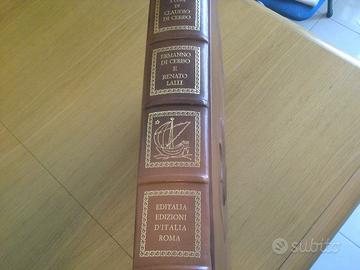 DI
CLAUDIO
DI CERBO
ERMANNO
DI CERBO
E
RENATO
LALLI
EDITALIA
EDIZIONI
D'ITALIA
ROMA
subito